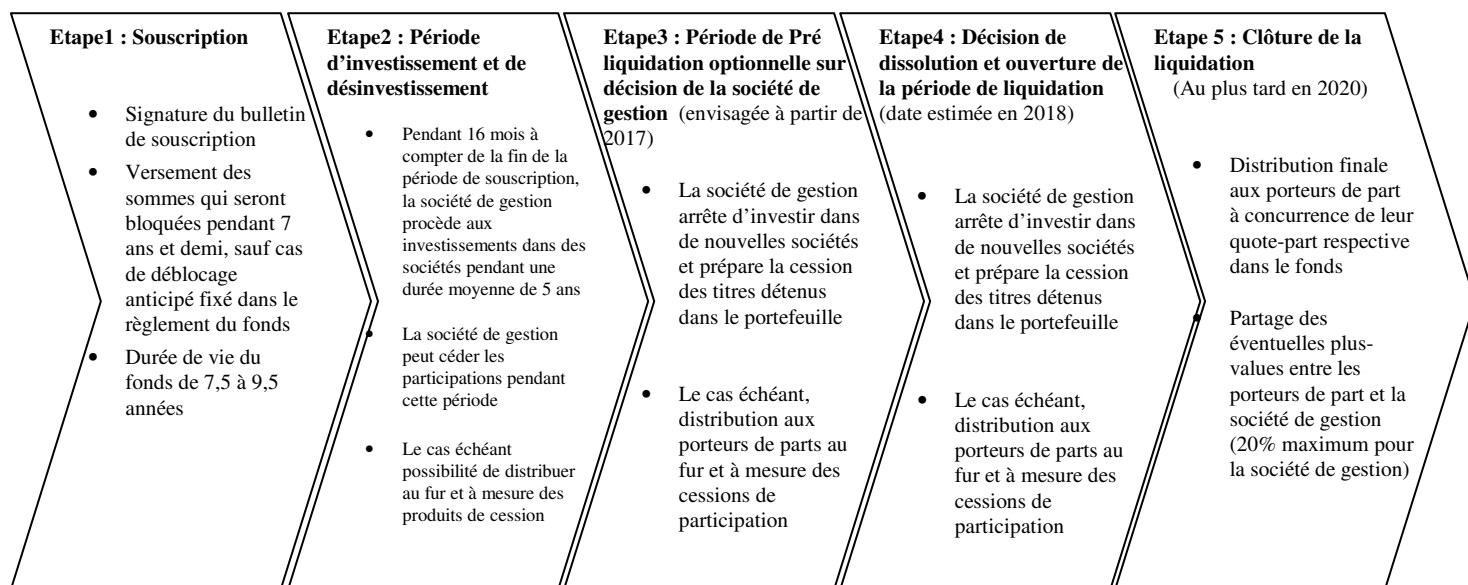 Etape1 : Souscription
• Signature du bulletin
de souscription
• Versement des
sommes qui seront
bloquées pendant 7
ans et demi, sauf cas
de déblocage
anticipé fixé dans le
règlement du fonds
• Durée de vie du
fonds de 7,5 à 9,5
années
Etape2 : Période
d’investissement et de
désinvestissement
• Pendant 16 mois à
compter de la fin de la
période de souscription,
la société de gestion
procède aux
investissements dans des
sociétés pendant une
durée moyenne de 5 ans
• La société de gestion
peut céder les
participations pendant
cette période
• Le cas échéant
possibilité de distribuer
au fur et à mesure des
produits de cession
Etape3 : Période de Pré
liquidation optionnelle sur
décision de la société de
gestion (envisagée à partir de
2017)
• La société de gestion
arrête d’investir dans
de nouvelles sociétés
et prépare la cession
des titres détenus
dans le portefeuille
• Le cas échéant,
distribution aux
porteurs de parts au
fur et à mesure des
cessions de
participation
Etape4 : Décision de
dissolution et ouverture de
la période de liquidation
(date estimée en 2018)
• La société de gestion
arrête d’investir dans
de nouvelles sociétés
et prépare la cession
des titres détenus
dans le portefeuille
• Le cas échéant,
distribution aux
porteurs de parts au
fur et à mesure des
cessions de
participation
Etape 5 : Clôture de la
liquidation
(Au plus tard en 2020)
• Distribution finale
aux porteurs de part
à concurrence de leur
quote-part respective
dans le fonds
• Partage des
éventuelles plus-
values entre les
porteurs de part et la
société de gestion
(20% maximum pour
la société de gestion)